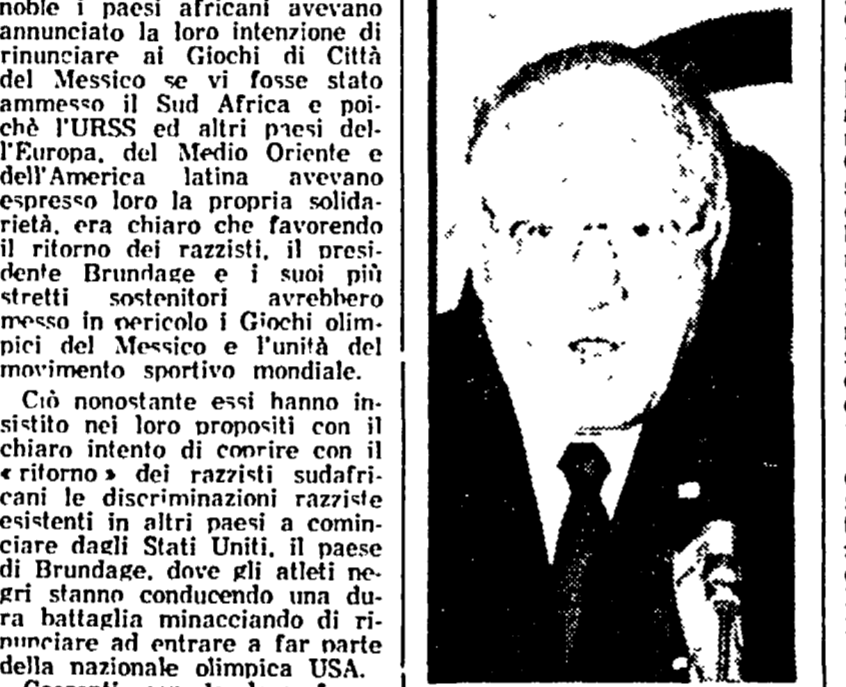 noble i paesi africani avevano
annunciato la loro intenzione di
rinunciare ai Giochi di Città
del Messico se vi fosse stato
ammesso il Sud Africa e poi-
chè l'URSS ed altri paesi del-
l'Europa, del Medio Oriente e
dell'America latina avevano
espresso loro la propria solida-
rietà, era chiaro che favorendo
il ritorno dei razzisti, il presi-
dente Brundage e i suoi più
stretti sostenitori avrebbero
messo in pericolo i Giochi olim-
pici del Messico e l'unità del
movimento sportivo mondiale.
Ciò nonostante essi hanno in-
sistito nei loro propositi con il
chiaro intento di coprire con il
« ritorno » dei razzisti sudafri-
cani le discriminazioni razziste
esistenti in altri paesi a comin-
ciare dagli Stati Uniti, il paese
di Brundage, dove gli atleti ne-
gri stanno conducendo una du-
ra battaglia minacciando di ri-
nunciare ad entrare a far parte
della nazionale olimpica USA.